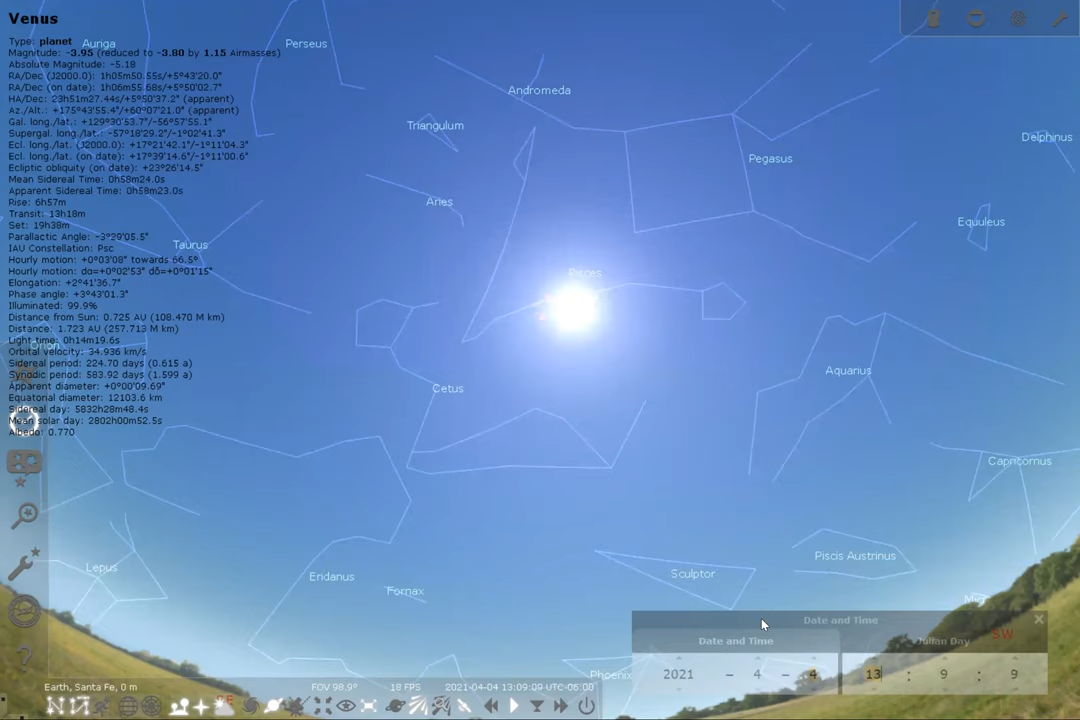 Venus
Type: planet
Magnitude: -3.95 (reduced to -3.80 by 1.15 Airmasses)
Absolute Magnitude: -5.18
RA/Dec (J2000.0): 1h05m50.55s/+5°43'20.0"
RA/Dec (on date): 1h06m55.68s/+5°50'02.7"
HA/Dec: 23h51m27.44s/+5°50'37.2" (apparent)
Az./Alt.: +175°43'55.4"/+60°07'21.0" (apparent)
Gal. long./lat.: +129°30'53.7"/-56°57'55.1"
Supergal. long./lat.: -57°18'29.2"/-1°02'41.3"
Ecl. long./lat. (J2000.0): +17°21'42.1"/-1°11'04.3"
Ecl. long./lat. (on date): +17°39'14.6"/-1°11'00.6"
Ecliptic obliquity (on date): +23°26'14.5"
Mean Sidereal Time: 0h58m24.0s
Apparent Sidereal Time: 0h58m23.0s
Rise: 6h57m
Transit: 13h18m
Set: 19h38m
Parallactic Angle: -3°29'05.5"
IAU Constellation: Psc
Hourly motion: +0°03'08" towards 66.5°
Hourly motion: dα=+0°02'53" dδ=+0°01'15"
Elongation: +2°41'36.7"
Phase angle: +3°43'01.3"
Illuminated: 99.9%
Distance from Sun: 0.725 AU (108.470 M km)
Distance: 1.723 AU (257.713 M km)
Light time: 0h14m19.6s
Orbital velocity: 34.936 km/s
Sidereal period: 224.70 days (0.615 a)
Synodic period: 583.92 days (1.599 a)
Apparent diameter: +0°00'09.69"
Equatorial diameter: 12103.6 km
Sidereal day: 5832h28m48.4s
Mean solar day: 2802h00m52.5s
Albedo: 0.770
Auriga
Perseus
Andromeda
Triangulum
Delphinus
Pegasus
Aries
Equuleus
Taurus
Pisces
Orion
Aquarius
Cetus
Capricornus
Piscis Austrinus
Lepus
Eridanus
Sculptor
Fornax
Phoenix
SE
SW
Date and Time
Date and Time
Julian Day
2021 - 4 - 4 13 : 9 : 9
Earth, Santa Fe, 0 m
FOV 98.9°
18 FPS
2021-04-04 13:09:09 UTC-06:00